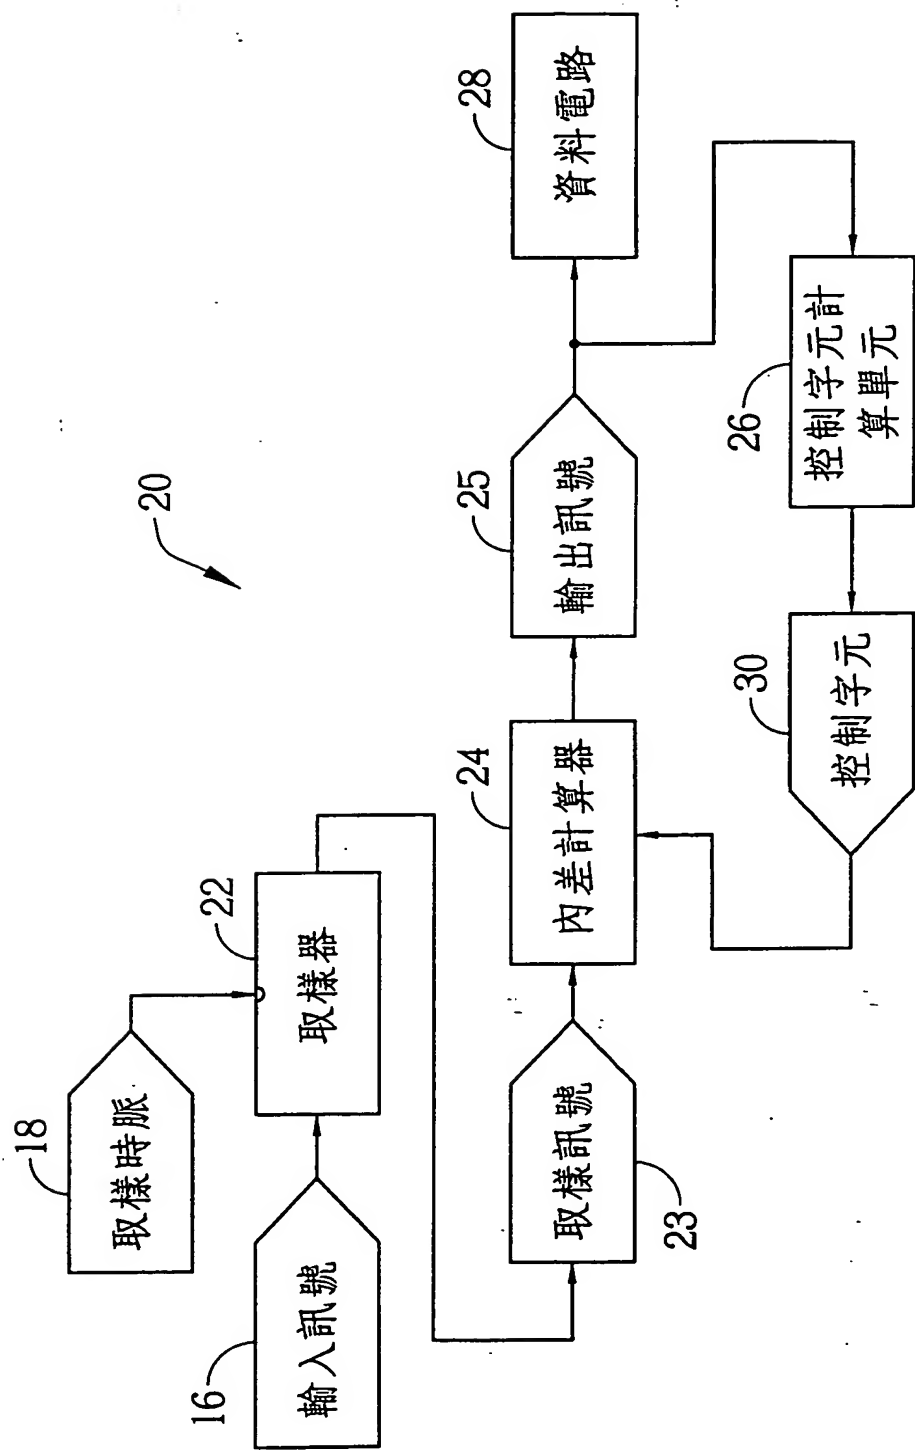 20
18
取樣時脈
22
取樣器
16
輸入訊號
23
取樣訊號
24
內差計算器
25
輸出訊號
28
資料電路
26
控制字元計
算單元
30
控制字元